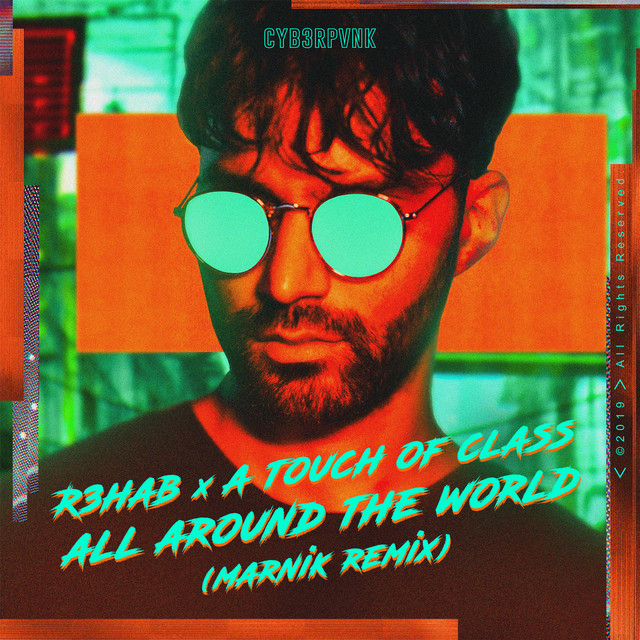 CYB3RPVNK
R3HAB x A TOUCH OF CLASS
ALL AROUND THE WORLD
(MARNiK REMiX)
< ©2019 > All Rights Reserved